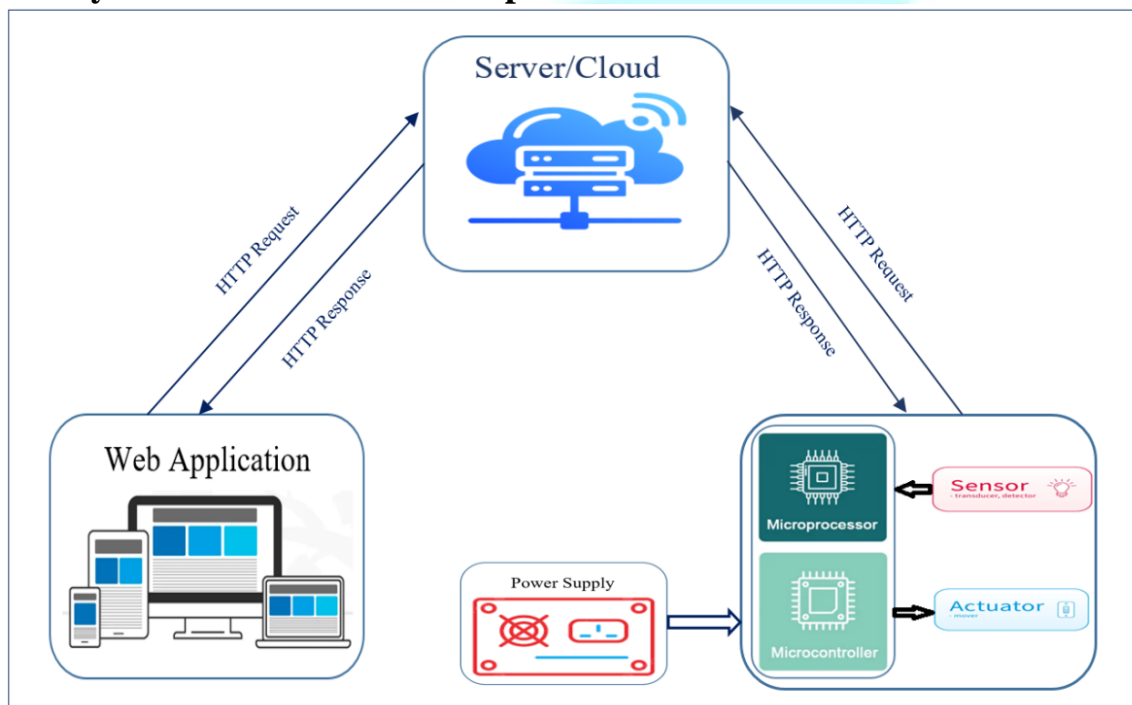 Server/Cloud
HTTP Request
HTTP Response
HTTP Response
HTTP Request
Web Application
Microprocessor
Sensor
- transducer, detector
Power Supply
Microcontroller
Actuator
- mover